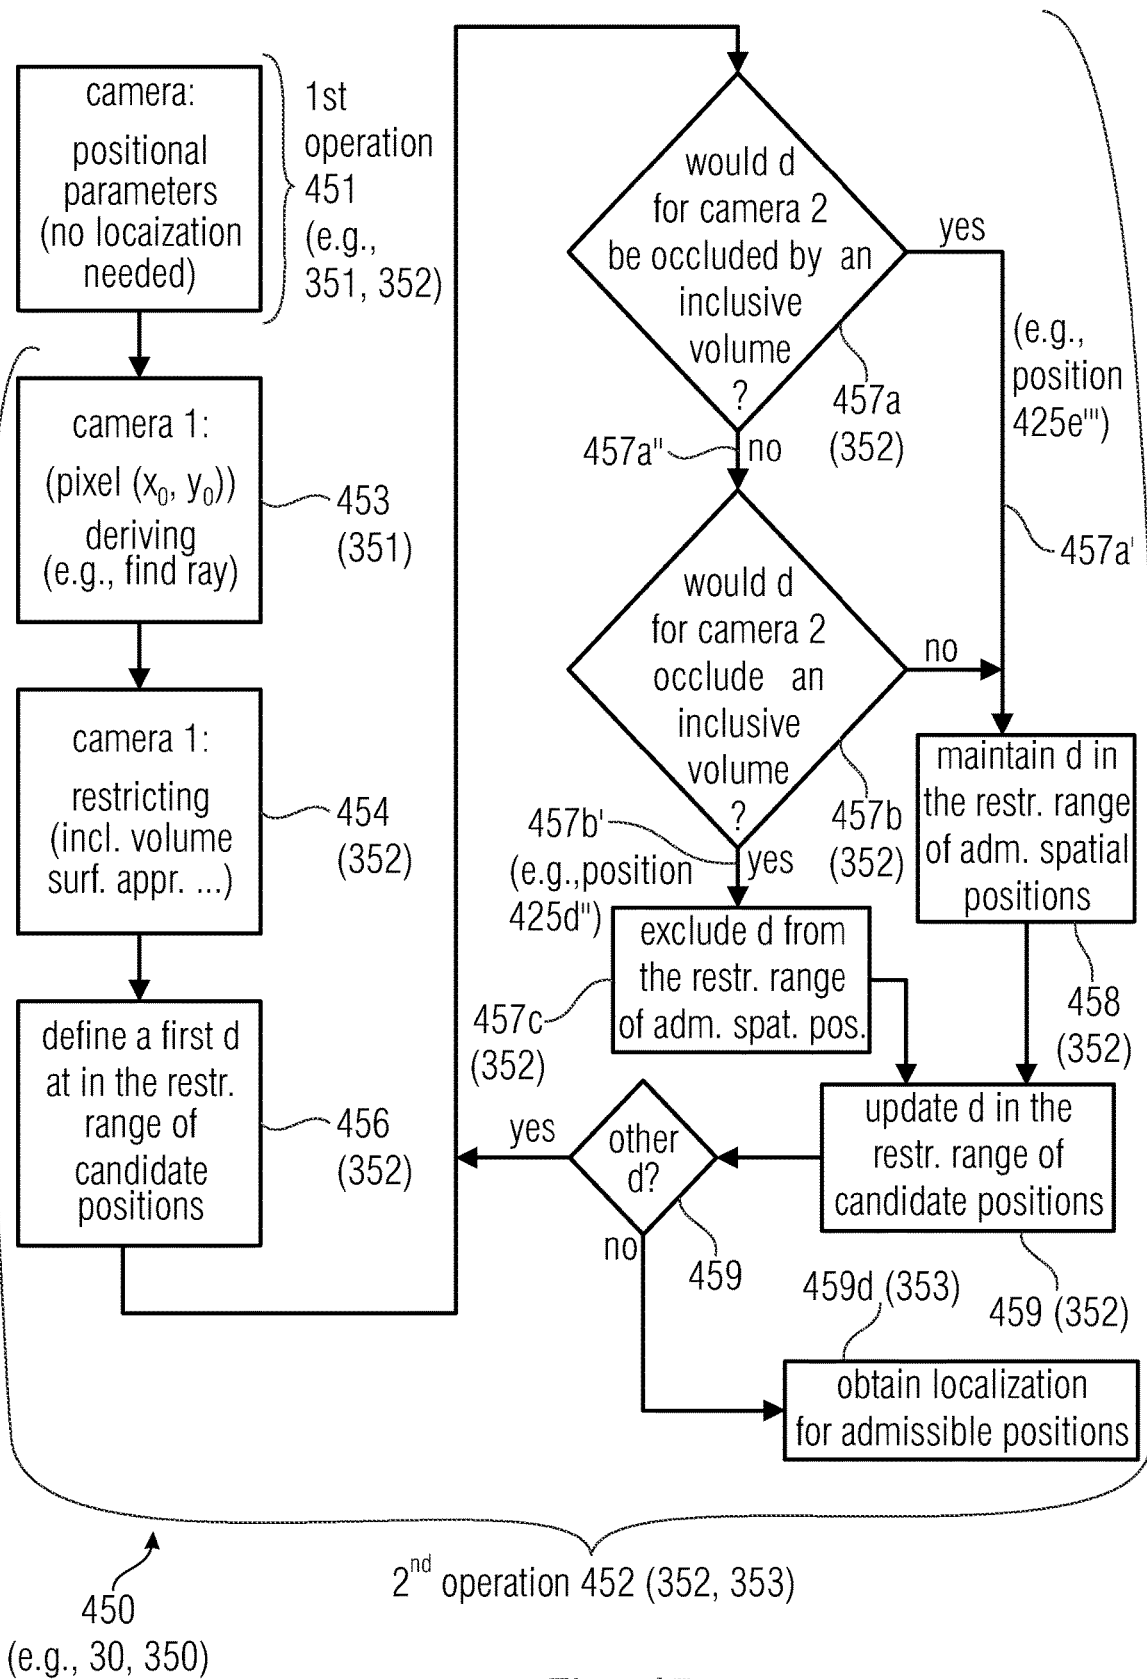 camera:
positional
parameters
(no locaization
needed)
1st
operation
451
(e.g.,
351, 352)
camera 1:
(pixel (x₀, y₀))
deriving
(e.g., find ray)
453
(351)
camera 1:
restricting
(incl. volume
surf. appr. ...)
454
(352)
define a first d
at in the restr.
range of
candidate
positions
456
(352)
would d
for camera 2
be occluded by an
inclusive
volume
?
yes
457a
(352)
(e.g.,
position
425e''')
457a'
457a''
no
would d
for camera 2
occlude an
inclusive
volume
?
no
457b
(352)
457b'
yes
(e.g.,position
425d'')
maintain d in
the restr. range
of adm. spatial
positions
458
(352)
exclude d from
the restr. range
of adm. spat. pos.
457c
(352)
update d in the
restr. range of
candidate positions
459 (352)
other
d?
yes
no
459
459d (353)
obtain localization
for admissible positions
2nd operation 452 (352, 353)
450
(e.g., 30, 350)